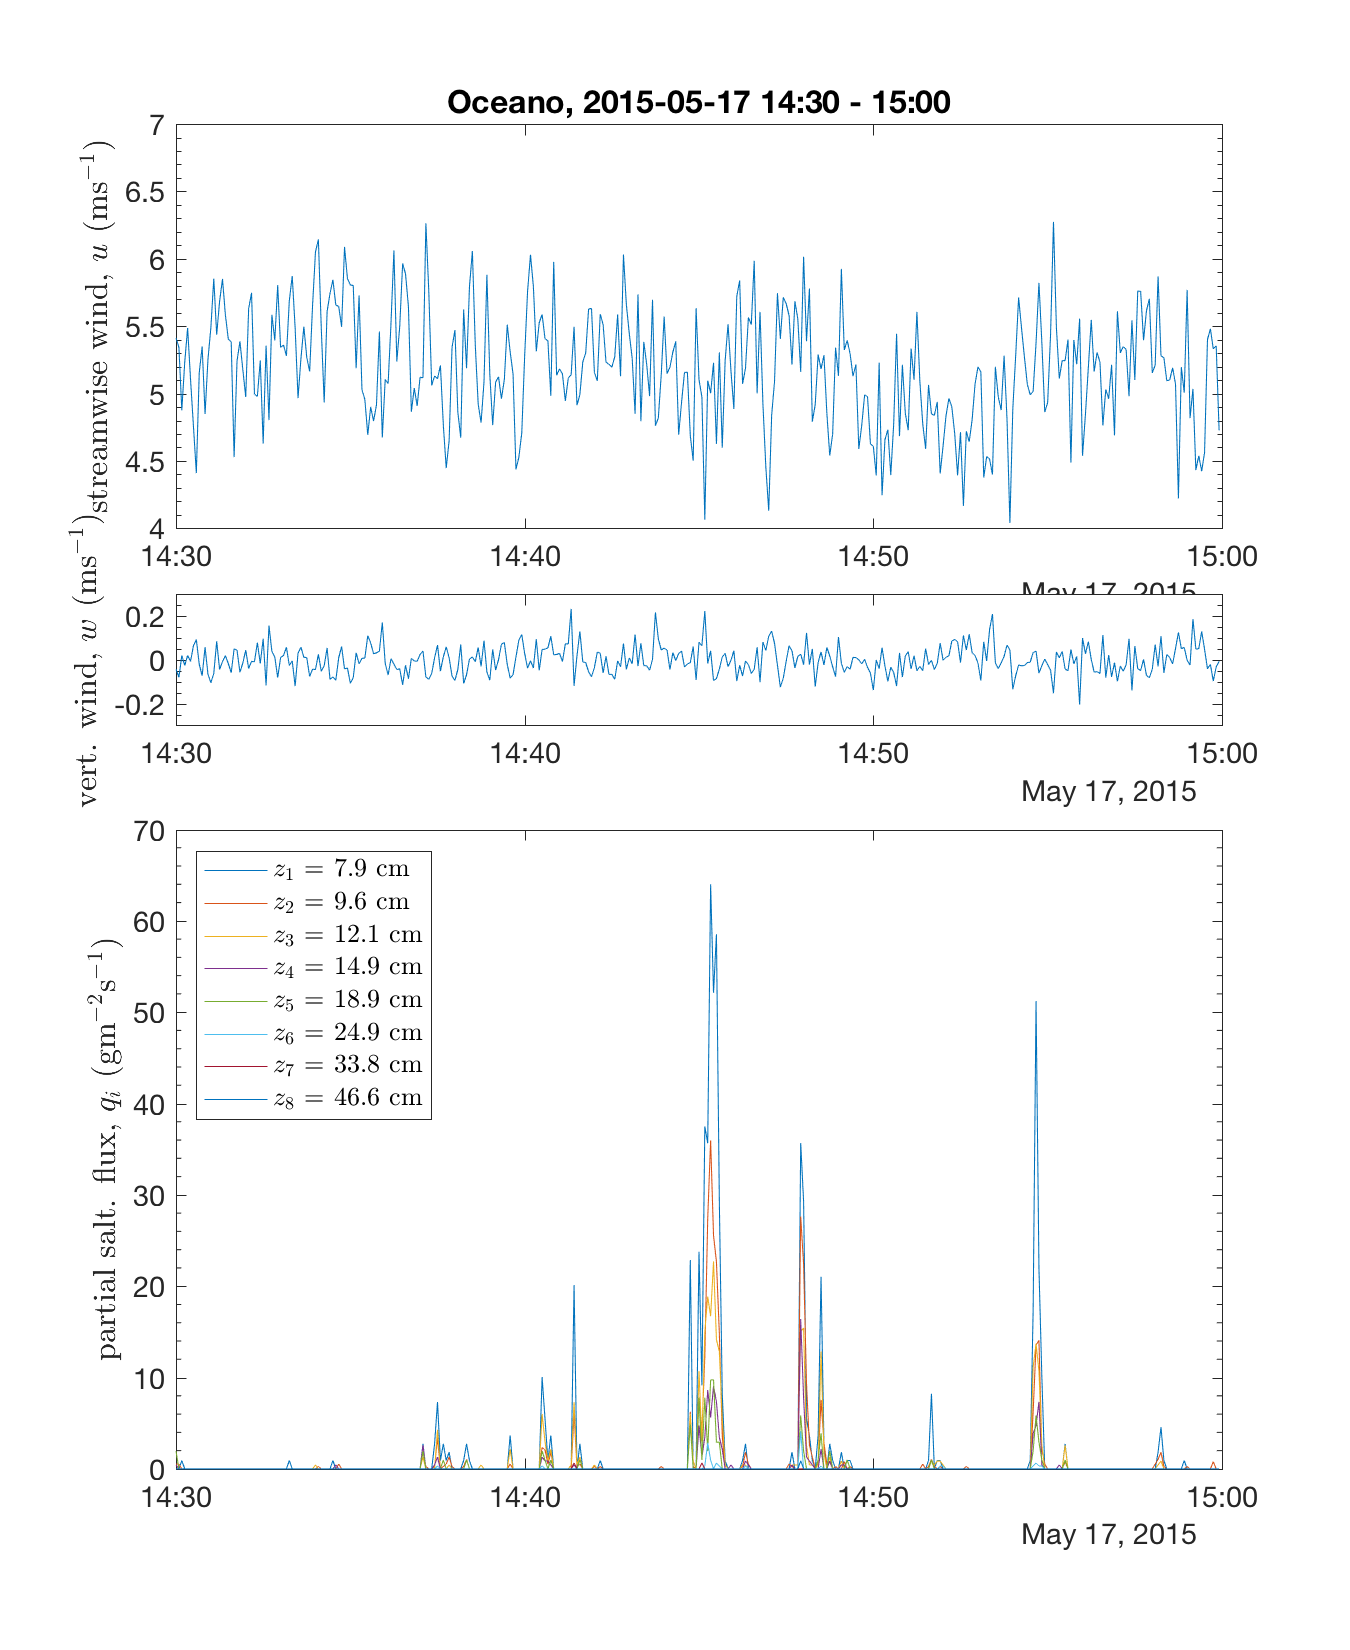 Oceano, 2015-05-17 14:30 - 15:00
streamwise wind, u (ms⁻¹)
7
6.5
6
5.5
5
4.5
4
14:30 14:40 14:50 15:00
May 17, 2015
vert. wind, w (ms⁻¹)
0.2
0
-0.2
14:30 14:40 14:50 15:00
May 17, 2015
partial salt. flux, qᵢ (gm⁻²s⁻¹)
70
60
50
40
30
20
10
0
z₁ = 7.9 cm
z₂ = 9.6 cm
z₃ = 12.1 cm
z₄ = 14.9 cm
z₅ = 18.9 cm
z₆ = 24.9 cm
z₇ = 33.8 cm
z₈ = 46.6 cm
14:30 14:40 14:50 15:00
May 17, 2015